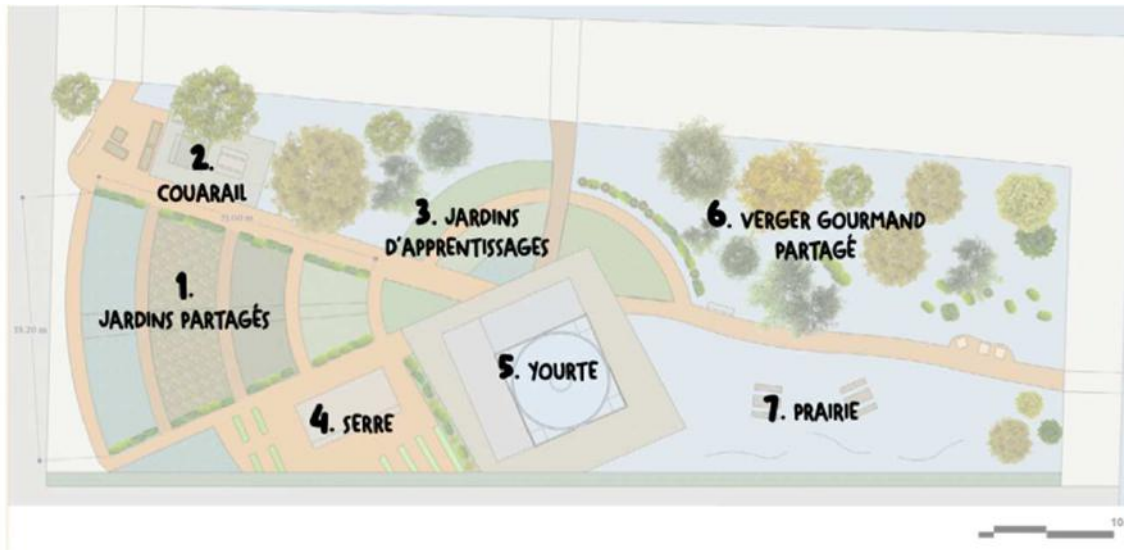 2.
COUARAIL
3. JARDINS
D'APPRENTISSAGES
6. VERGER GOURMAND
PARTAGÉ
1.
JARDINS PARTAGÉS
5. YOURTE
4. SERRE
7. PRAIRIE
10